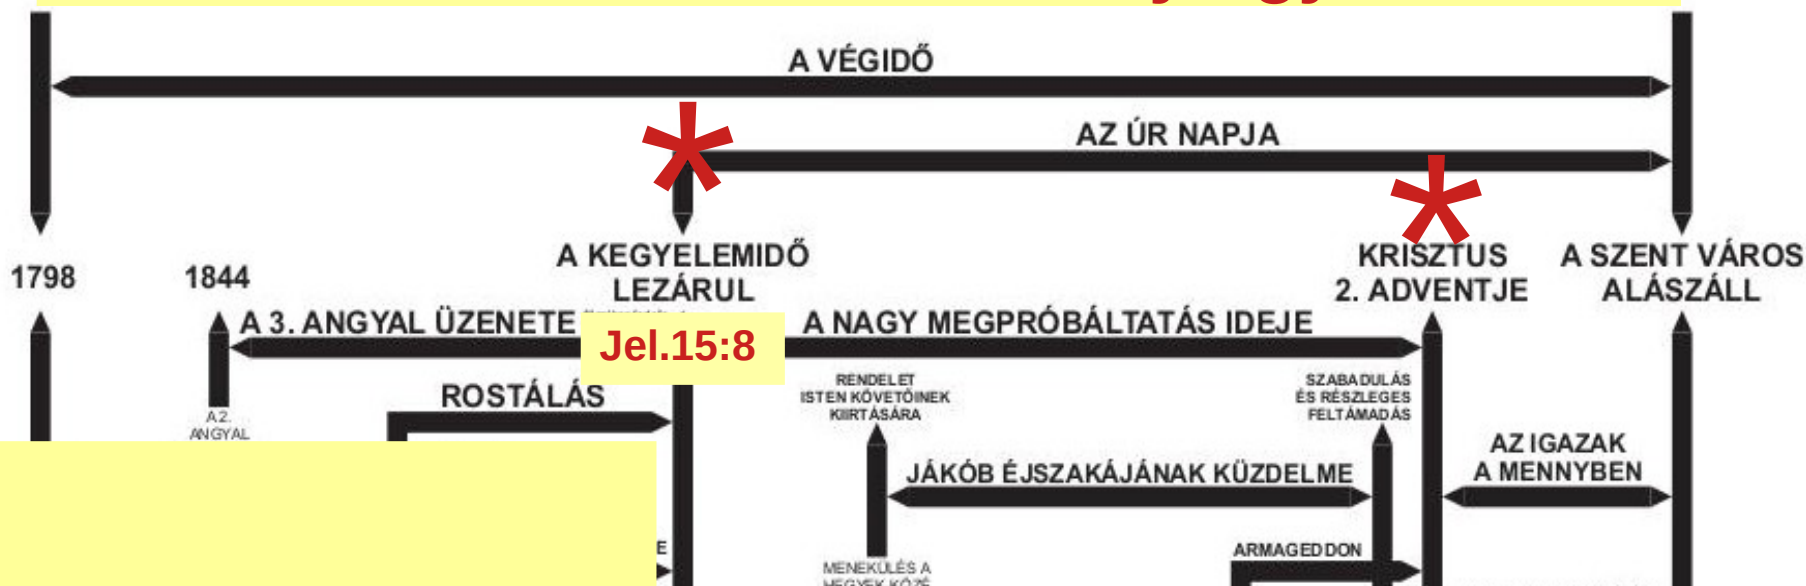 A VÉGIDŐ
AZ ÚR NAPJA
1798
1844
A KEGYELEMIDŐ
LEZÁRUL
KRISZTUS
2. ADVENTJE
A SZENT VÁROS
ALÁSZÁLL
A 3. ANGYAL ÜZENETE
Jel.15:8
A NAGY MEGPRÓBÁLTATÁS IDEJE
A 2.
ANGYAL
ROSTÁLÁS
RENDELET
ISTEN KÖVETŐINEK
KIIRTÁSÁRA
SZABADULÁS
ÉS RÉSZLEGES
FELTÁMADÁS
JÁKÓB ÉJSZAKÁJÁNAK KÜZDELME
AZ IGAZAK
A MENNYBEN
E
ARMAGEDDON
MENEKÜLÉS A
HEGYEK KÖZÉ